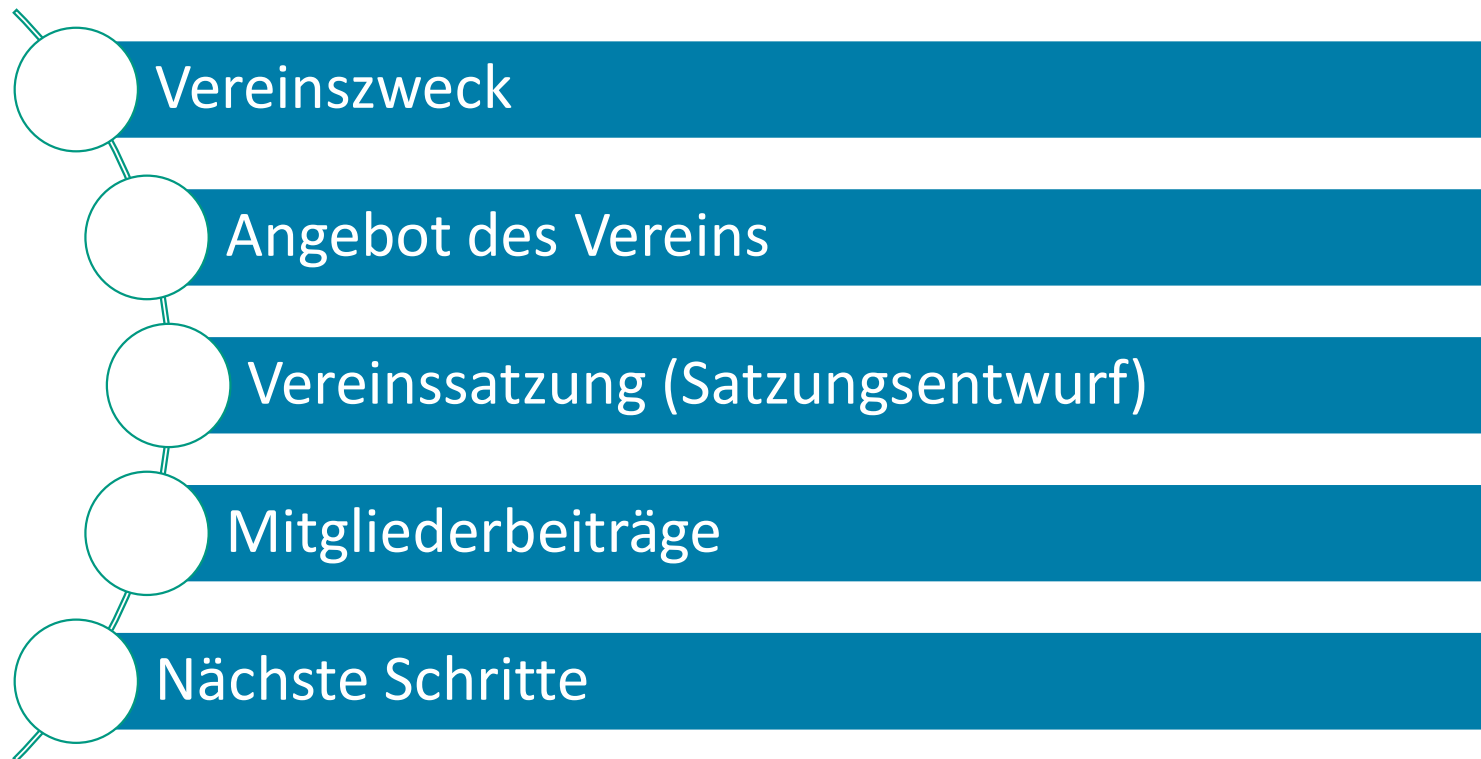 Vereinszweck
Angebot des Vereins
Vereinssatzung (Satzungsentwurf)
Mitgliederbeiträge
Nächste Schritte